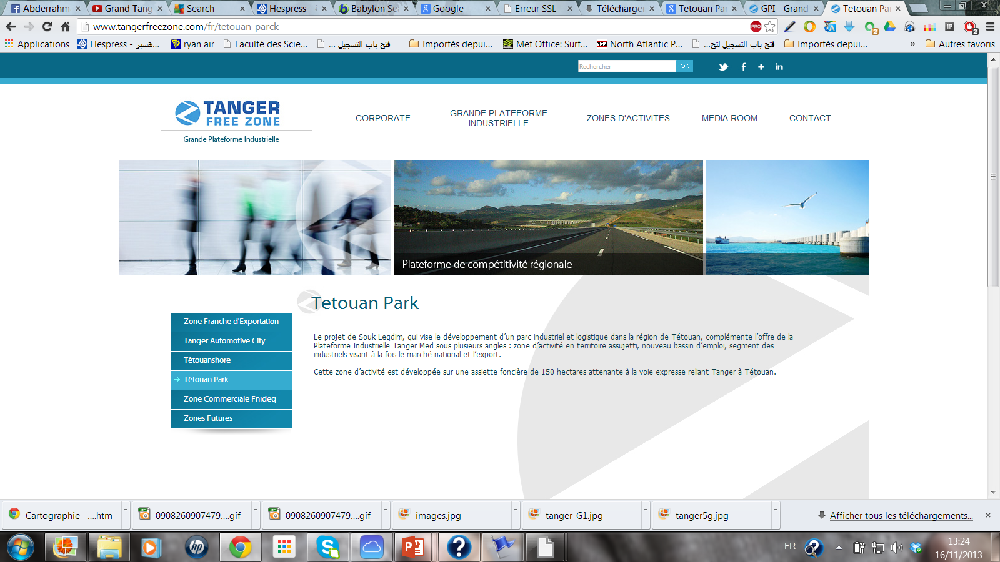 Abderrahm
Grand Tang
Search
Hespress - 
Babylon Se
Google
Erreur SSL
Télécharger
Tetouan Pa
GPI - Grand
Tetouan Pa
www.tangerfreezone.com/fr/tetouan-parck
PRO
Applications
Hespress - هسبر...
ryan air
Faculté des Scie...
فتح باب التسجيل ...
Importés depui...
Met Office: Surf...
North Atlantic P...
فتح باب التسجيل لتح...
Importés depui...
»
Autres favoris
Rechercher
OK
TANGER
FREE ZONE
Grande Plateforme Industrielle
CORPORATE
GRANDE PLATEFORME
INDUSTRIELLE
ZONES D'ACTIVITES
MEDIA ROOM
CONTACT
Plateforme de compétitivité régionale
Tetouan Park
Zone Franche d'Exportation
Tanger Automotive City
Tétouanshore
Tétouan Park
Zone Commerciale Fnideq
Zones Futures
Le projet de Souk Leqdim, qui vise le développement d'un parc industriel et logistique dans la région de Tétouan, complémente l'offre de la
Plateforme Industrielle Tanger Med sous plusieurs angles : zone d'activité en territoire assujetti, nouveau bassin d'emploi, segment des
industriels visant à la fois le marché national et l'export.
Cette zone d'activité est développée sur une assiette foncière de 150 hectares attenante à la voie expresse reliant Tanger à Tétouan.
Cartographie ....htm
0908260907479....gif
0908260907479....gif
images.jpg
tanger_G1.jpg
tanger5g.jpg
Afficher tous les téléchargements...
FR
13:24
16/11/2013